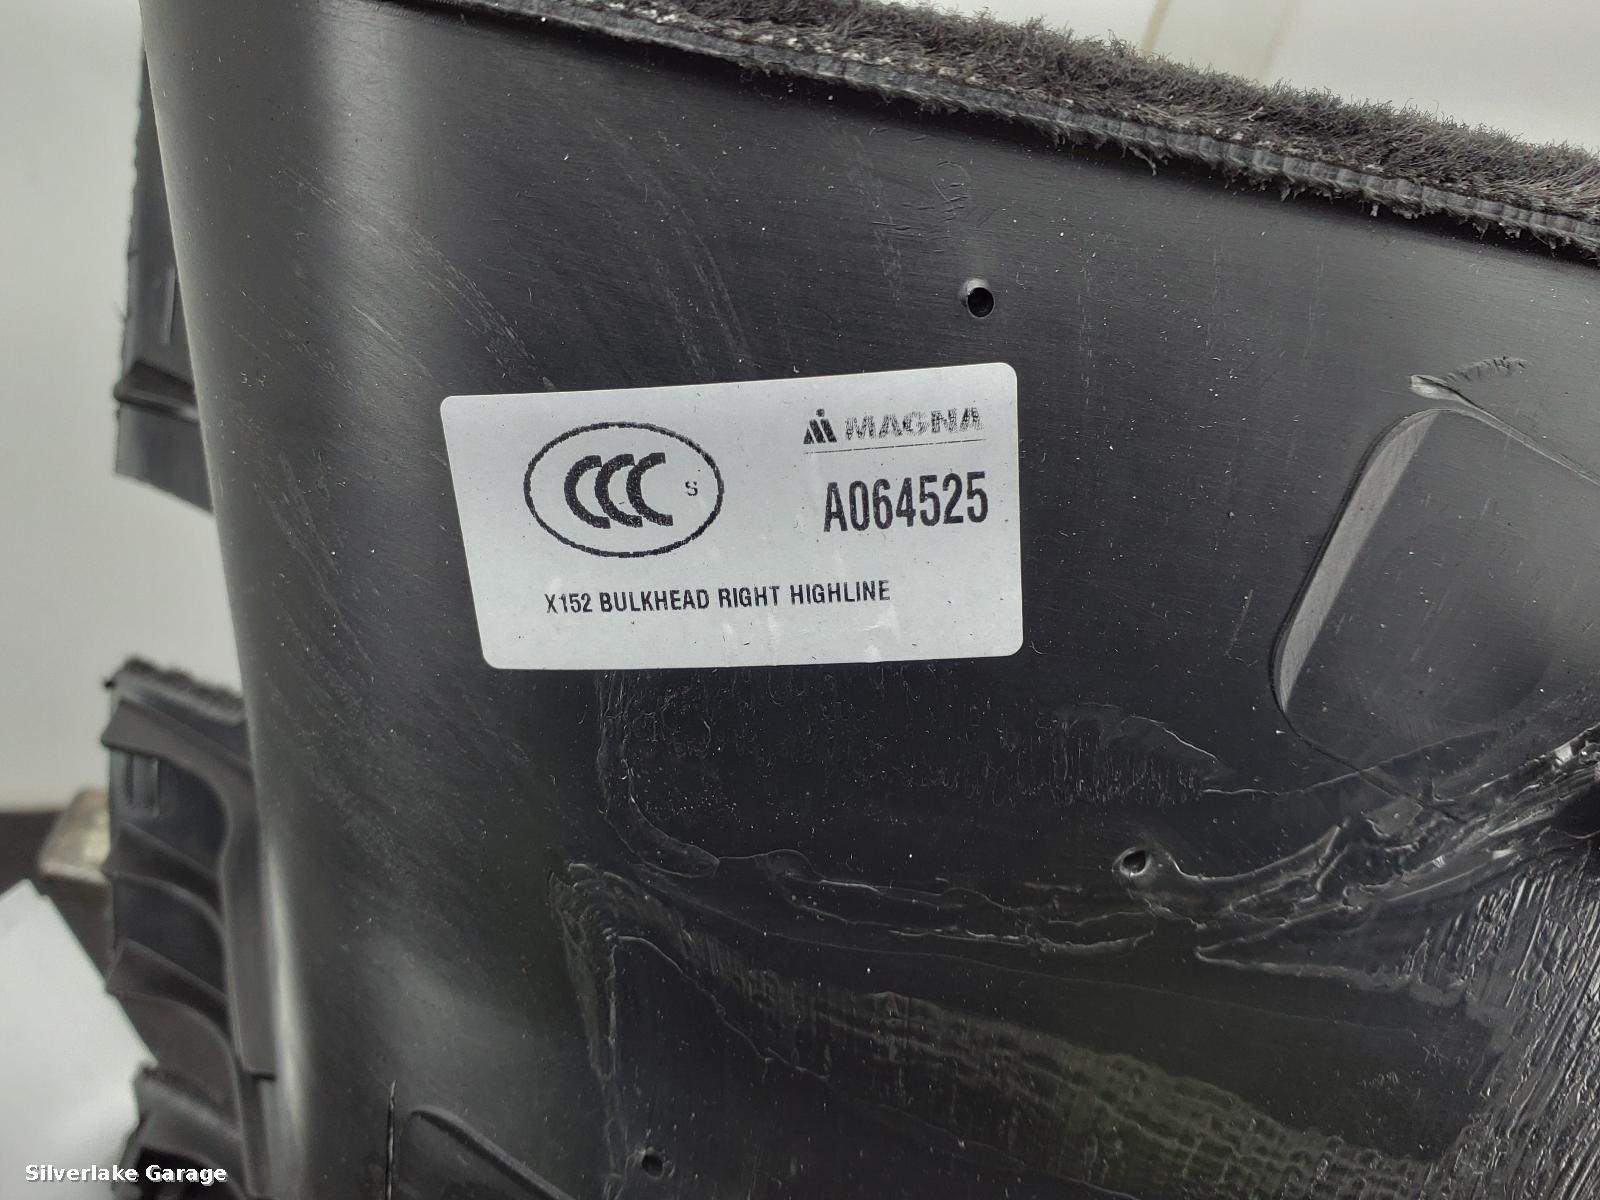 CCC S
MAGNA
A064525
X152 BULKHEAD RIGHT HIGHLINE
Silverlake Garage